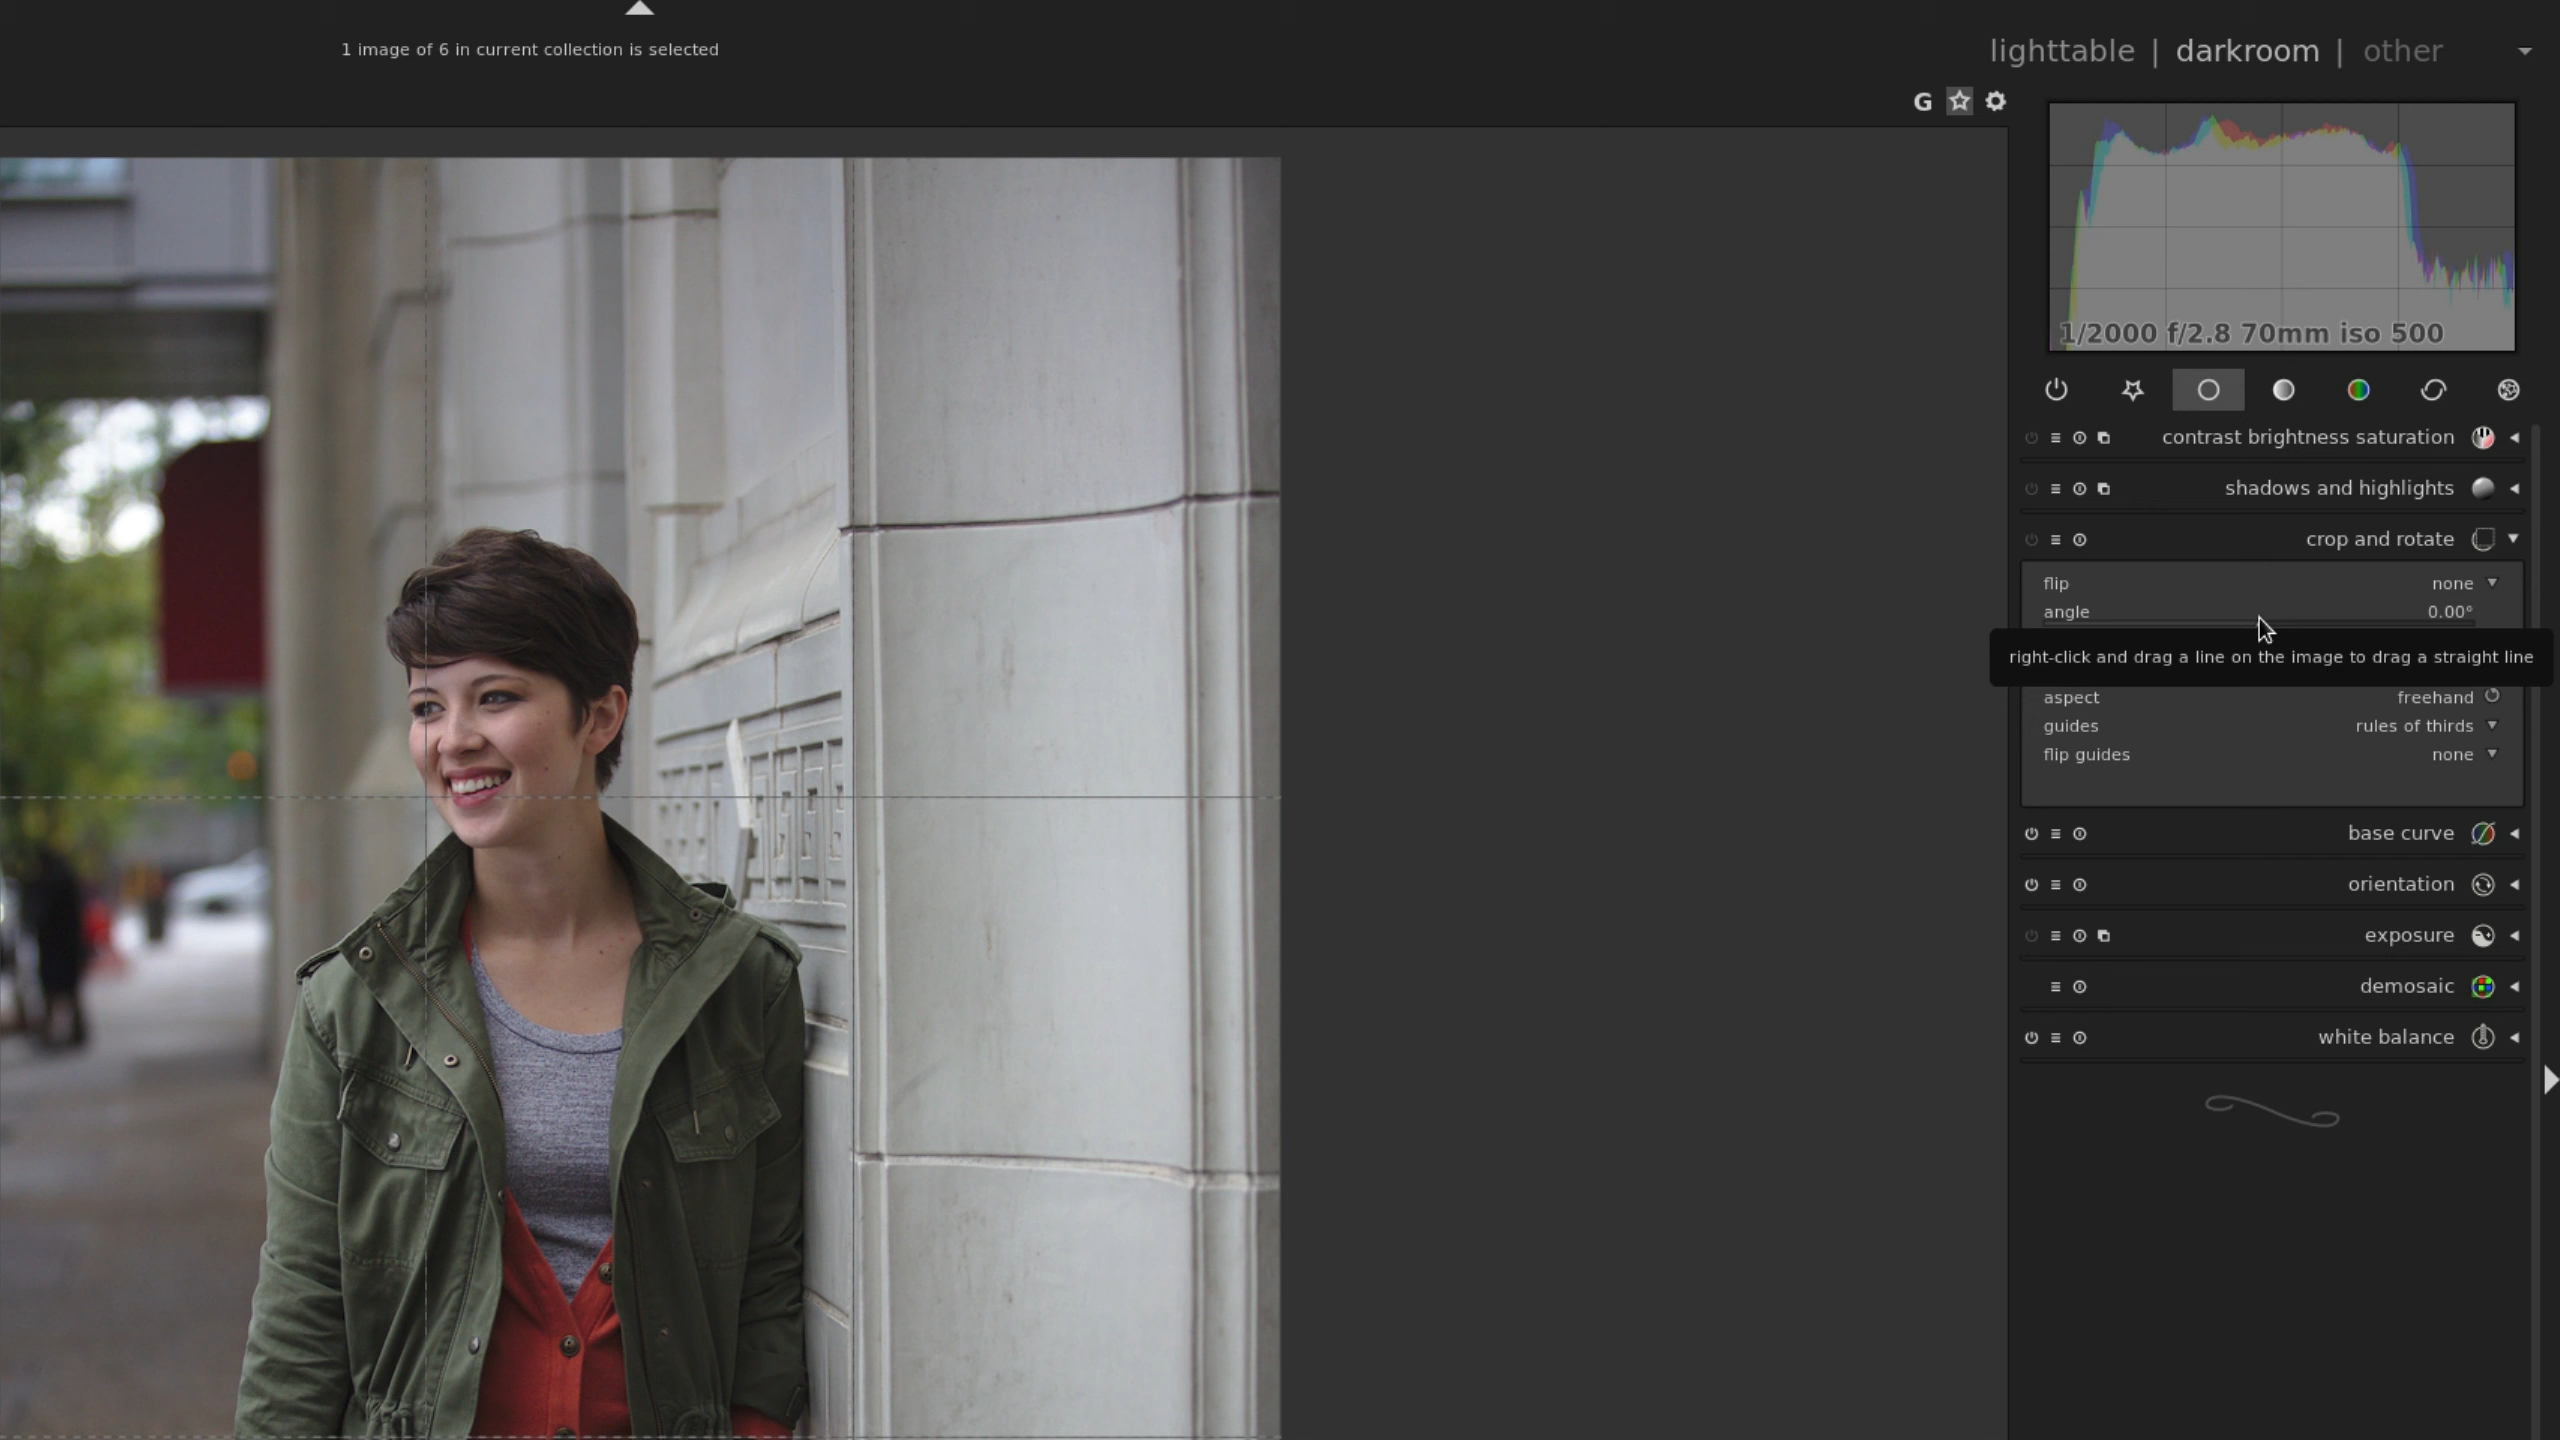 1 image of 6 in current collection is selected
lighttable | darkroom | other
G
1/2000 f/2.8 70mm iso 500
contrast brightness saturation
shadows and highlights
crop and rotate
flip none
angle 0.00°
right-click and drag a line on the image to drag a straight line
aspect freehand
guides rules of thirds
flip guides none
base curve
orientation
exposure
demosaic
white balance